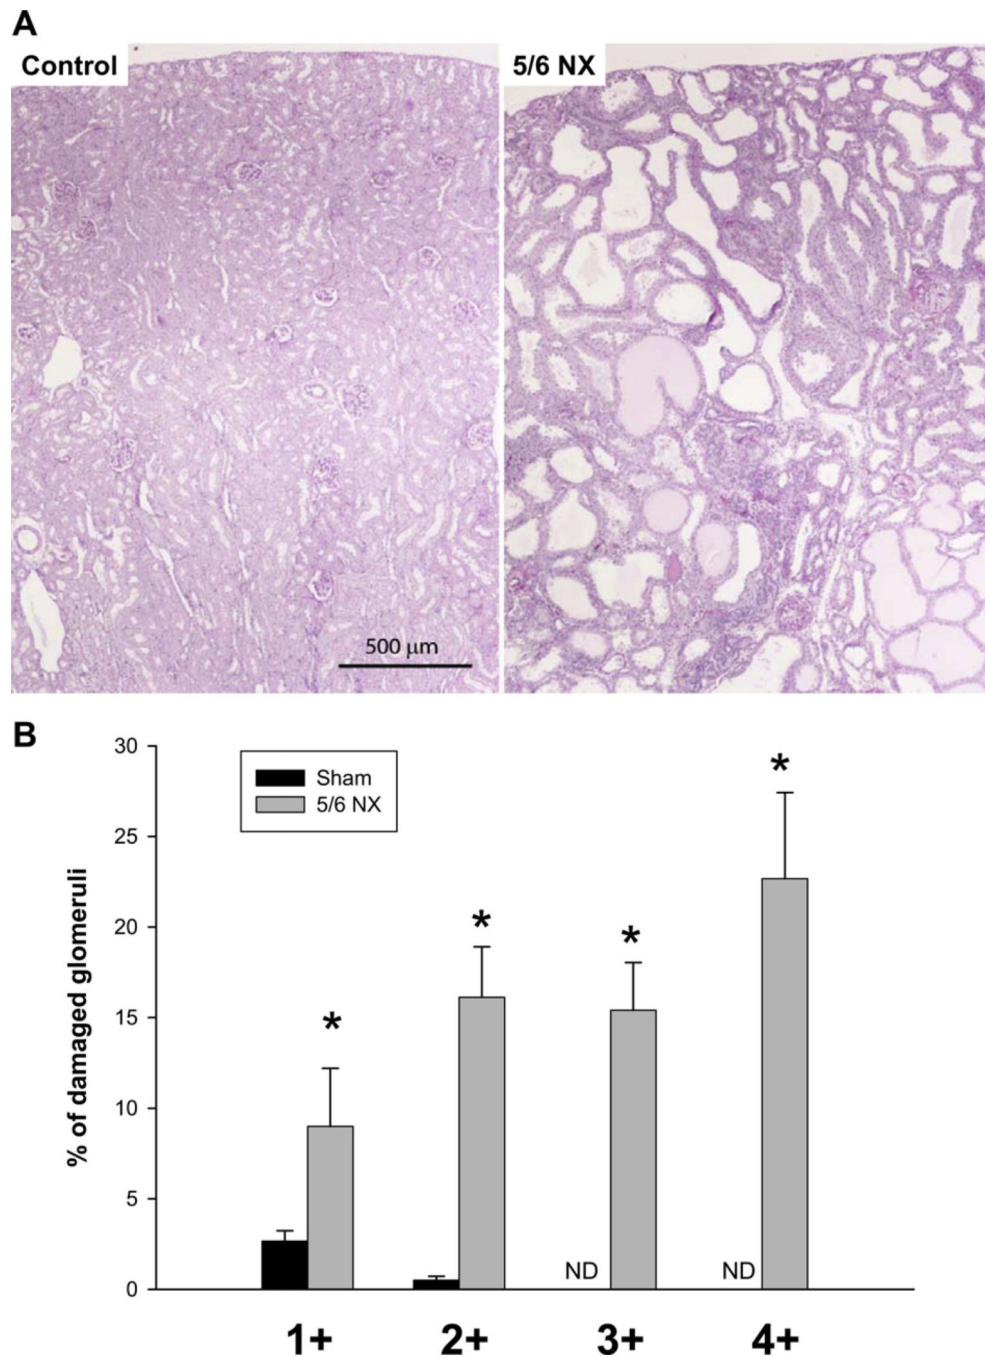 A
Control
5/6 NX
500 μm
B
Sham
5/6 NX
% of damaged glomeruli
30
25
20
15
10
5
0
*
*
*
*
ND
ND
1+
2+
3+
4+